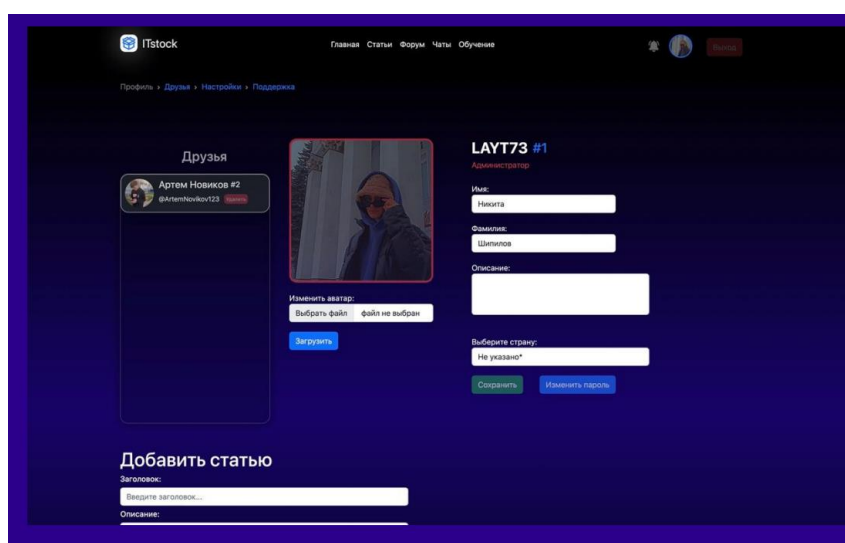 ITstock
Главная Статьи Форум Чаты Обучение
Выход
Профиль › Друзья › Настройки › Поддержка
Друзья
Артем Новиков #2
@ArtemNovikov123 Удалить
Изменить аватар:
Выбрать файл файл не выбран
Загрузить
LAYT73 #1
Администратор
Имя:
Никита
Фамилия:
Шипилов
Описание:
Выберите страну:
Не указано*
Сохранить Изменить пароль
Добавить статью
Заголовок:
Введите заголовок...
Описание: